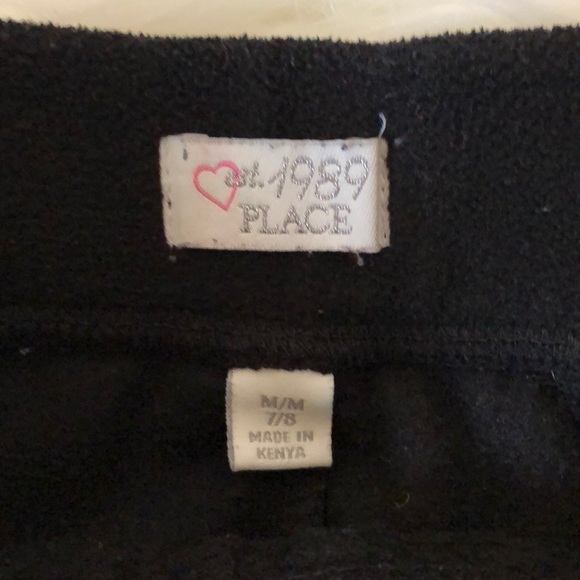 est. 1989
PLACE
M/M
7/8
MADE IN
KENYA